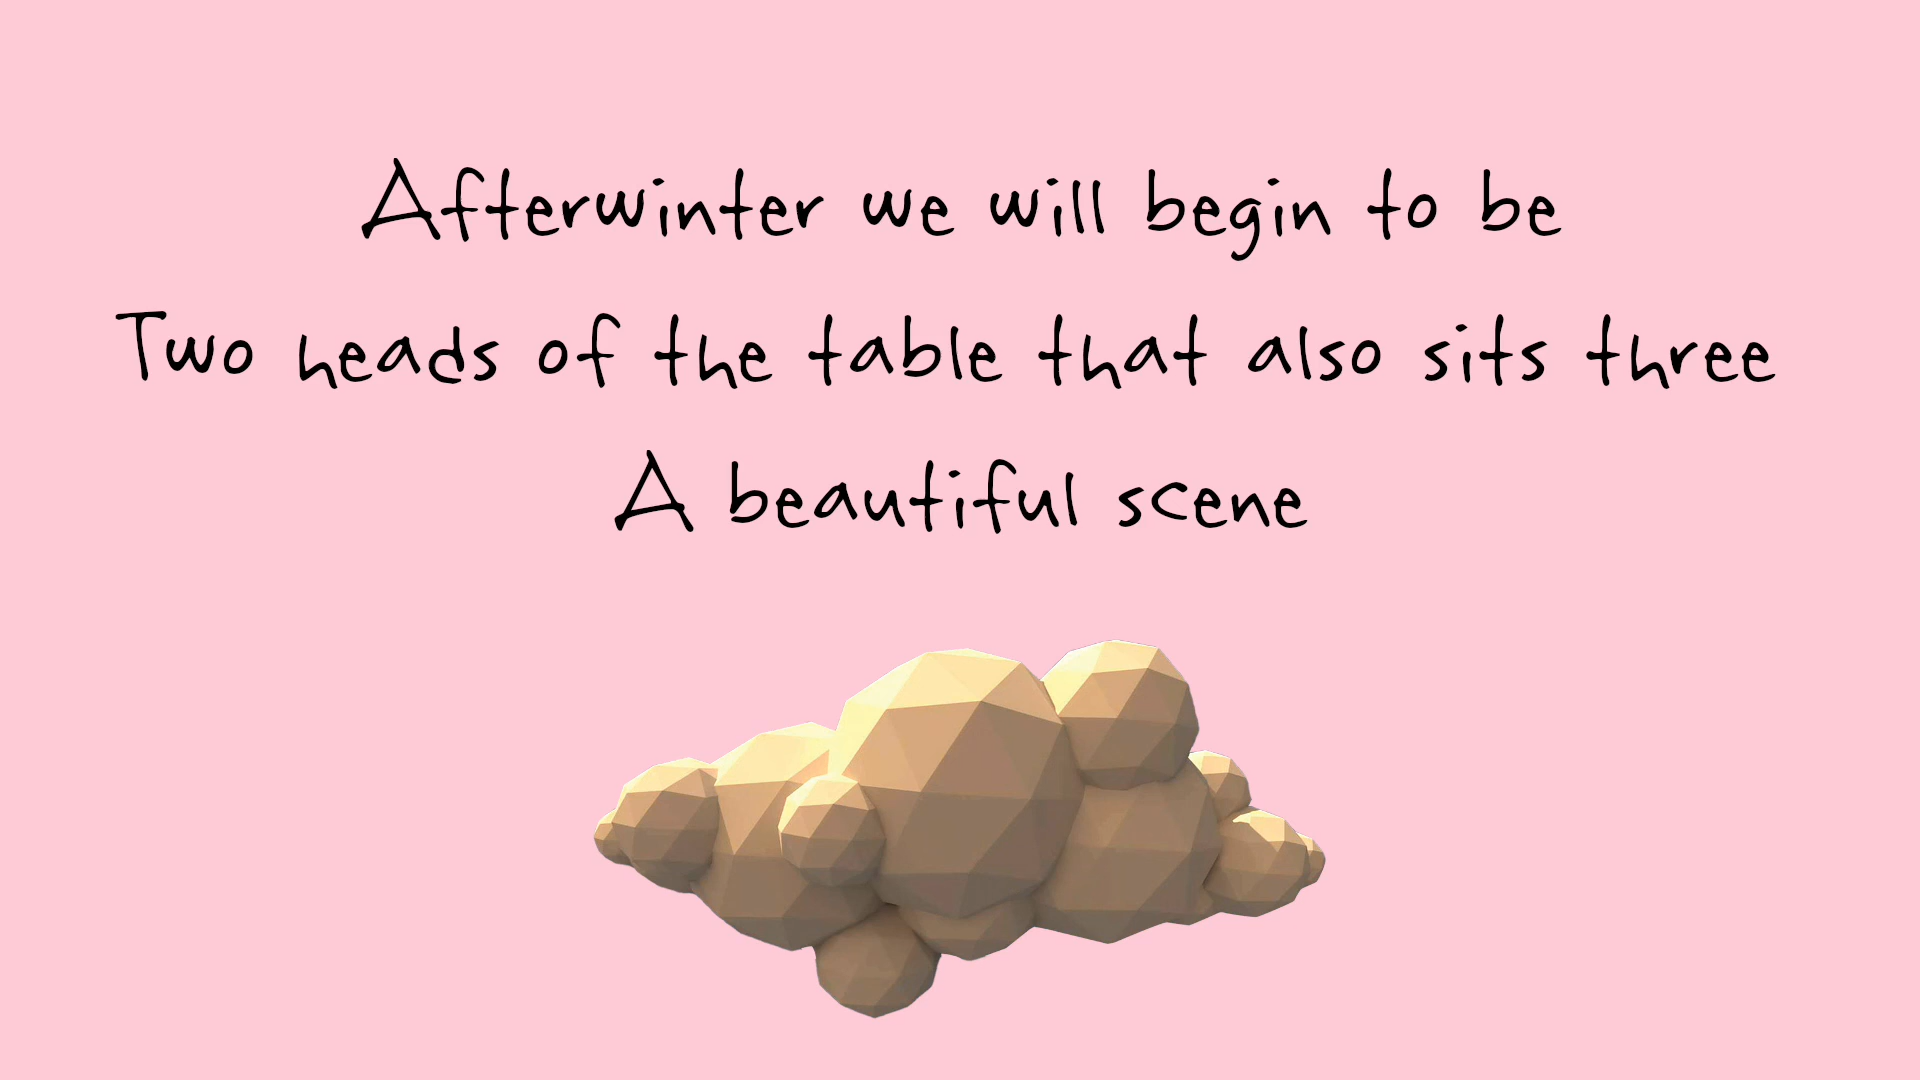 Afterwinter we will begin to be
Two heads of the table that also sits three
A beautiful scene